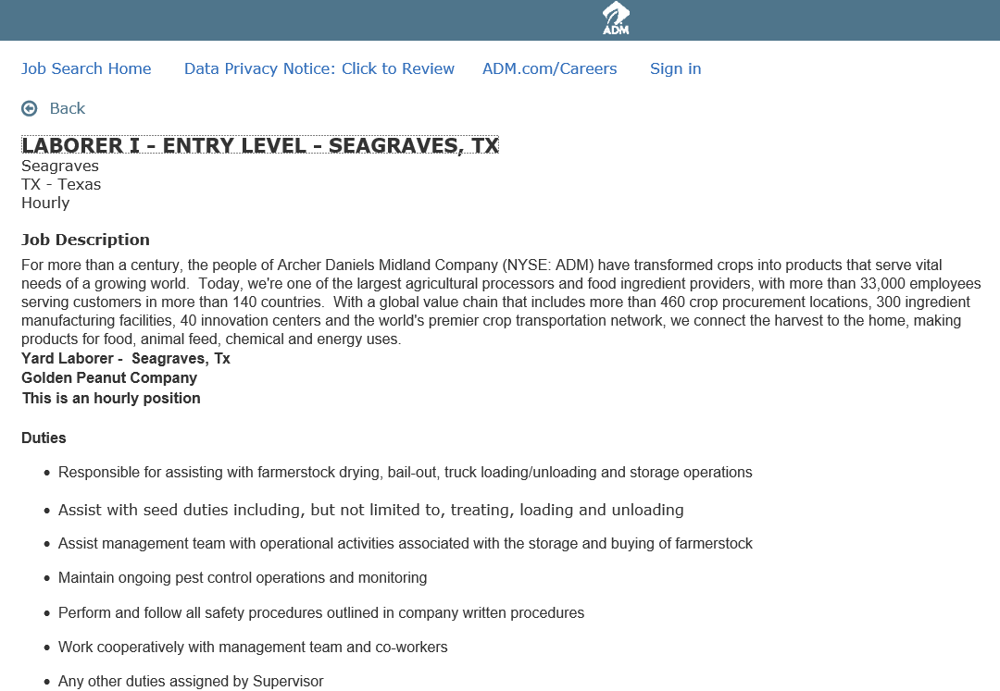 ADM
Job Search Home Data Privacy Notice: Click to Review ADM.com/Careers Sign in
Back
LABORER I - ENTRY LEVEL - SEAGRAVES, TX
Seagraves
TX - Texas
Hourly
Job Description
For more than a century, the people of Archer Daniels Midland Company (NYSE: ADM) have transformed crops into products that serve vital
needs of a growing world.  Today, we're one of the largest agricultural processors and food ingredient providers, with more than 33,000 employees
serving customers in more than 140 countries.  With a global value chain that includes more than 460 crop procurement locations, 300 ingredient
manufacturing facilities, 40 innovation centers and the world's premier crop transportation network, we connect the harvest to the home, making
products for food, animal feed, chemical and energy uses.
Yard Laborer -  Seagraves, Tx
Golden Peanut Company
This is an hourly position
Duties
• Responsible for assisting with farmerstock drying, bail-out, truck loading/unloading and storage operations
• Assist with seed duties including, but not limited to, treating, loading and unloading
• Assist management team with operational activities associated with the storage and buying of farmerstock
• Maintain ongoing pest control operations and monitoring
• Perform and follow all safety procedures outlined in company written procedures
• Work cooperatively with management team and co-workers
• Any other duties assigned by Supervisor